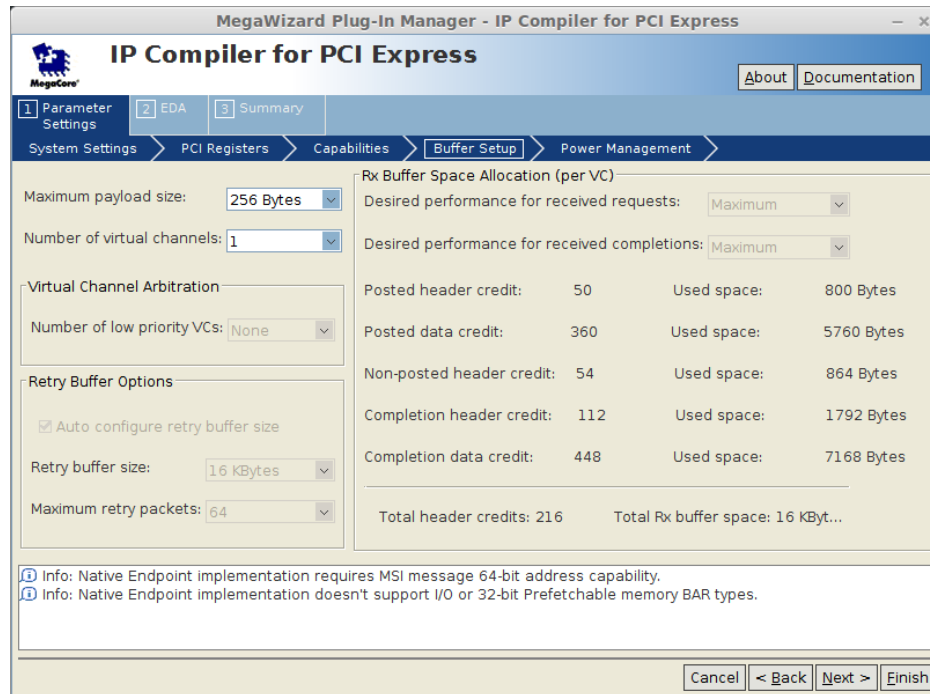 MegaWizard Plug-In Manager - IP Compiler for PCI Express
IP Compiler for PCI Express
MegaCore®
About Documentation
1 Parameter Settings
2 EDA
3 Summary
System Settings PCI Registers Capabilities Buffer Setup Power Management
Maximum payload size: 256 Bytes
Number of virtual channels: 1
Virtual Channel Arbitration
Number of low priority VCs: None
Retry Buffer Options
Auto configure retry buffer size
Retry buffer size: 16 KBytes
Maximum retry packets: 64
Rx Buffer Space Allocation (per VC)
Desired performance for received requests: Maximum
Desired performance for received completions: Maximum
Posted header credit: 50 Used space: 800 Bytes
Posted data credit: 360 Used space: 5760 Bytes
Non-posted header credit: 54 Used space: 864 Bytes
Completion header credit: 112 Used space: 1792 Bytes
Completion data credit: 448 Used space: 7168 Bytes
Total header credits: 216 Total Rx buffer space: 16 KByt...
Info: Native Endpoint implementation requires MSI message 64-bit address capability.
Info: Native Endpoint implementation doesn't support I/O or 32-bit Prefetchable memory BAR types.
Cancel < Back Next > Finish